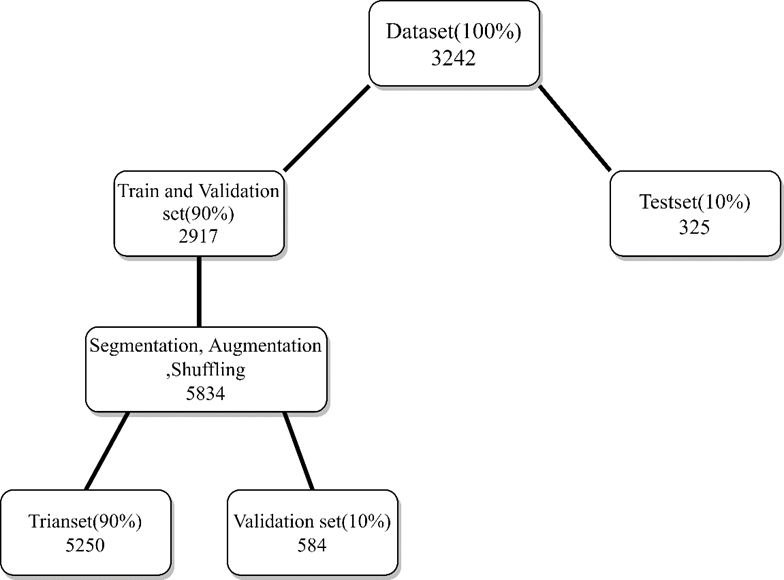 Dataset(100%)
3242
Train and Validation
set(90%)
2917
Testset(10%)
325
Segmentation, Augmentation
,Shuffling
5834
Trianset(90%)
5250
Validation set(10%)
584